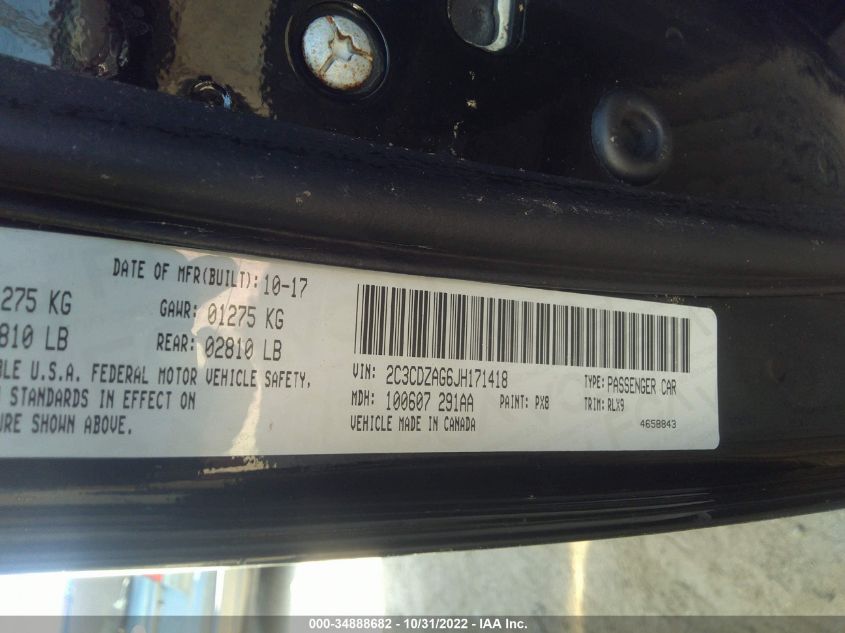 DATE OF MFR(BUILT): 10-17
275 KG GAWR: 01275 KG
810 LB REAR: 02810 LB
BLE U.S.A. FEDERAL MOTOR VEHICLE SAFETY,
STANDARDS IN EFFECT ON
URE SHOWN ABOVE.
VIN: 2C3CDZAG6JH171418 TYPE: PASSENGER CAR
MDH: 100607 291AA PAINT: PX8 TRIM: RLX9
VEHICLE MADE IN CANADA 4658843
000-34888682 - 10/31/2022 - IAA Inc.